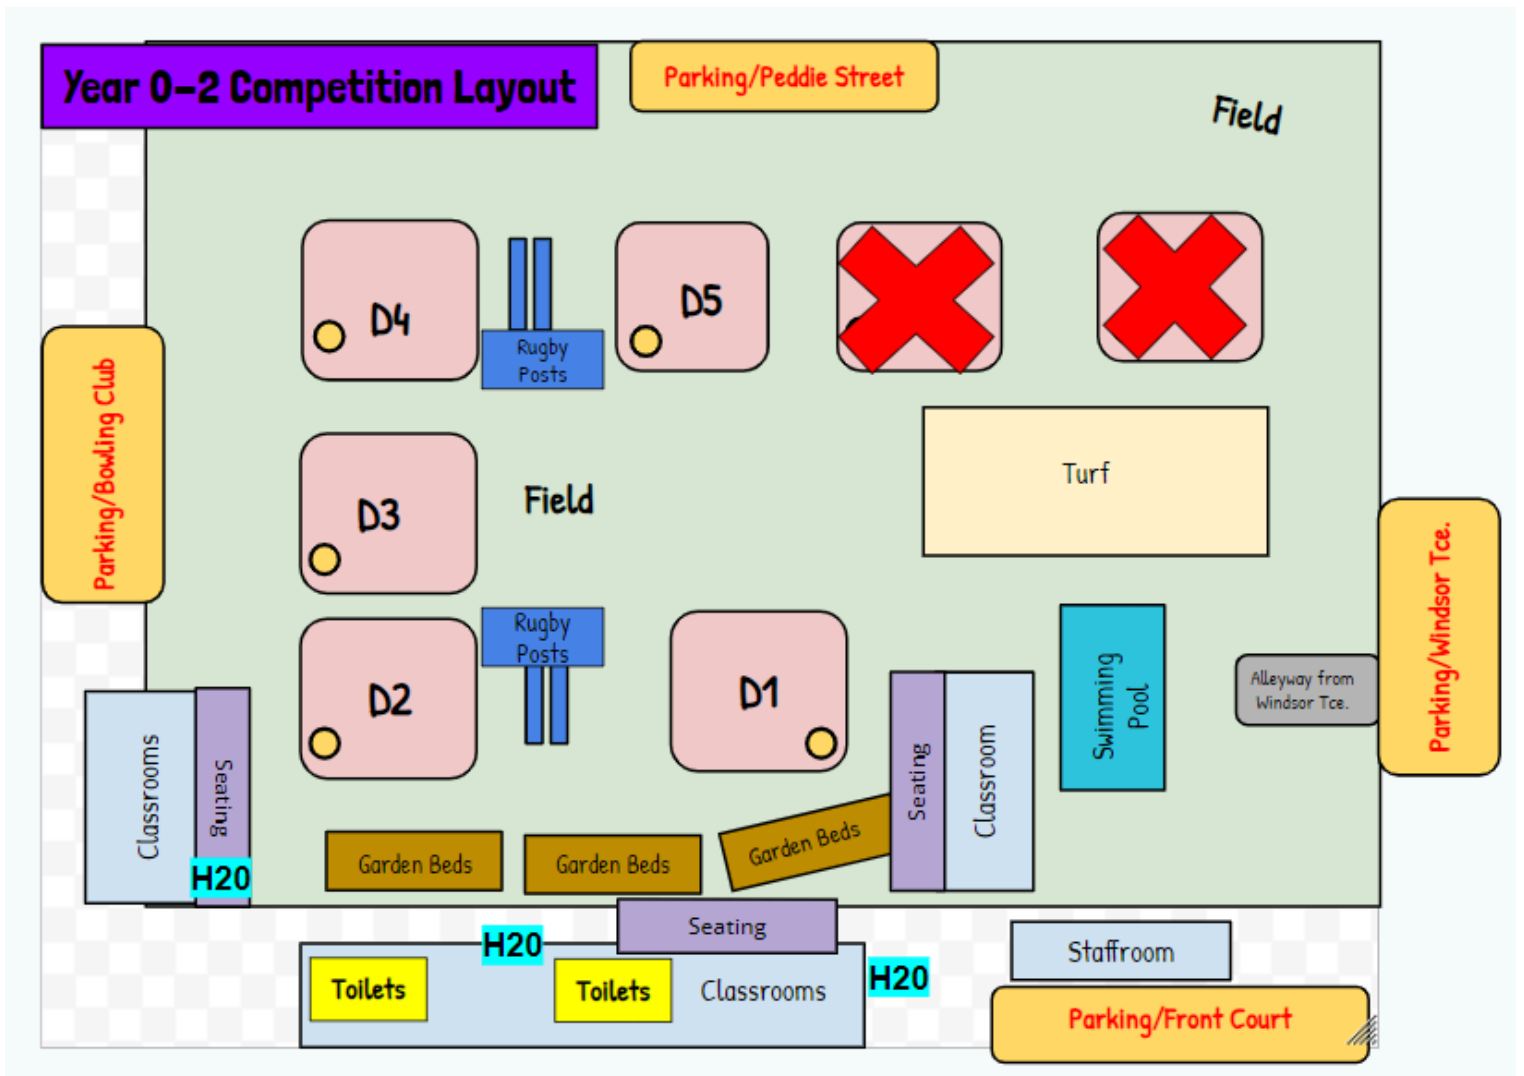 Year 0-2 Competition Layout
Parking/Peddie Street
Field
D4
Rugby
Posts
D5
Parking/Bowling Club
D3
Field
Turf
Parking/Windsor Tce.
Rugby
Posts
D2
D1
Swimming
Pool
Alleyway from
Windsor Tce.
Classrooms
Seating
H20
Seating
Classroom
Garden Beds
Garden Beds
Garden Beds
Seating
H20
H20
Staffroom
Toilets
Toilets
Classrooms
Parking/Front Court